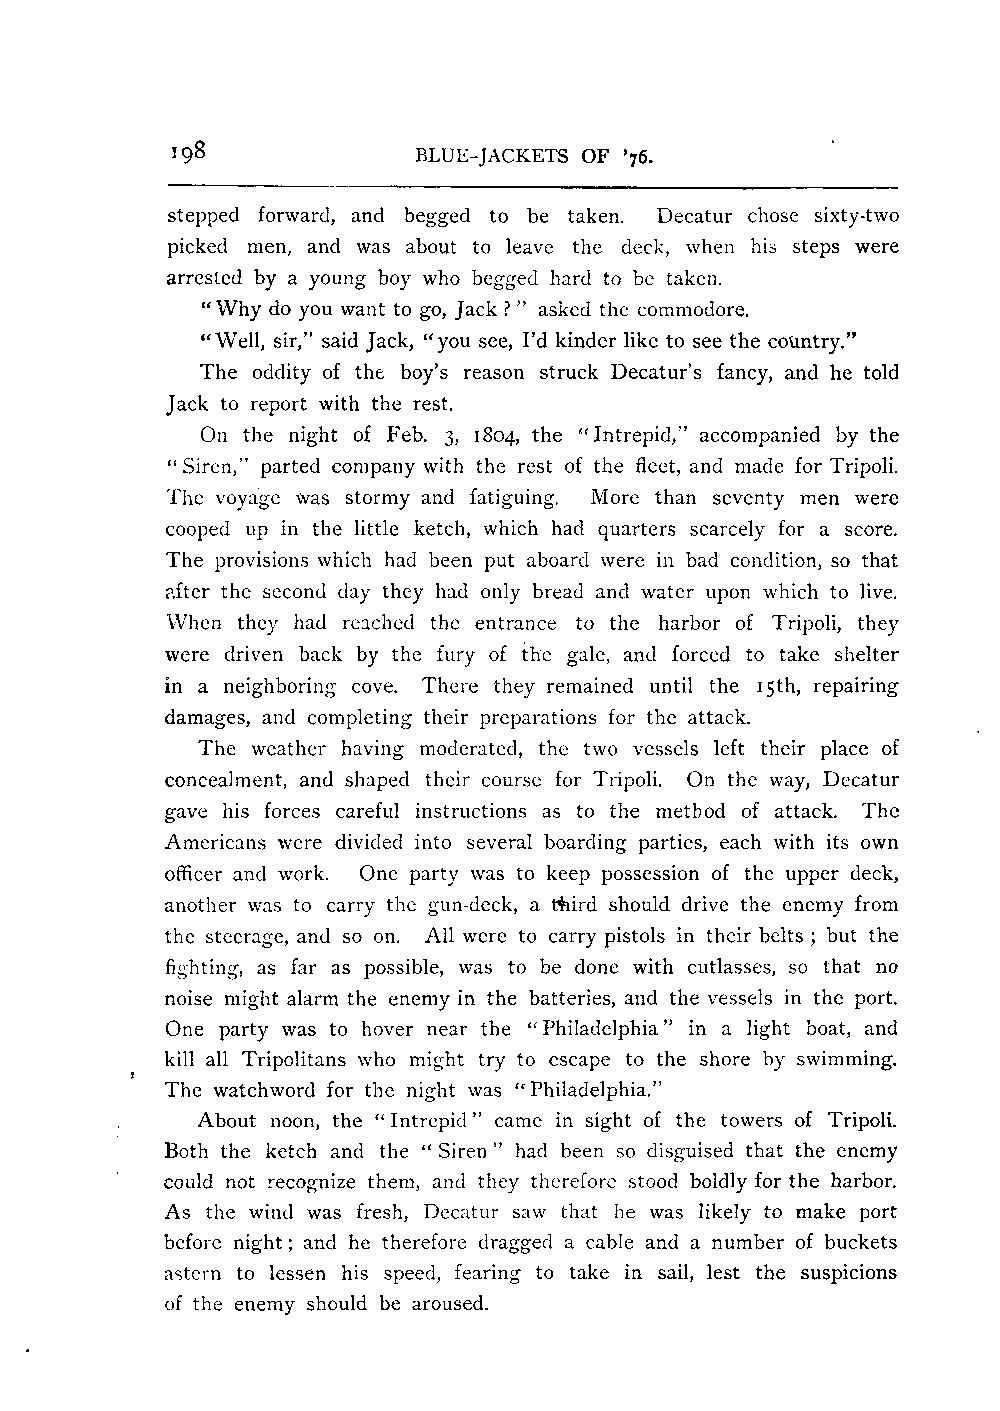 198 BLUE-JACKETS OF '76.
stepped forward, and begged to be taken. Decatur chose sixty-two
picked men, and was about to leave the deck, when his steps were
arrested by a young boy who begged hard to be taken.
"Why do you want to go, Jack?" asked the commodore.
"Well, sir," said Jack, "you see, I'd kinder like to see the country."
The oddity of the boy's reason struck Decatur's fancy, and he told
Jack to report with the rest.
On the night of Feb. 3, 1804, the "Intrepid," accompanied by the
"Siren," parted company with the rest of the fleet, and made for Tripoli.
The voyage was stormy and fatiguing. More than seventy men were
cooped up in the little ketch, which had quarters scarcely for a score.
The provisions which had been put aboard were in bad condition, so that
after the second day they had only bread and water upon which to live.
When they had reached the entrance to the harbor of Tripoli, they
were driven back by the fury of the gale, and forced to take shelter
in a neighboring cove. There they remained until the 15th, repairing
damages, and completing their preparations for the attack.
The weather having moderated, the two vessels left their place of
concealment, and shaped their course for Tripoli. On the way, Decatur
gave his forces careful instructions as to the method of attack. The
Americans were divided into several boarding parties, each with its own
officer and work. One party was to keep possession of the upper deck,
another was to carry the gun-deck, a third should drive the enemy from
the steerage, and so on. All were to carry pistols in their belts; but the
fighting, as far as possible, was to be done with cutlasses, so that no
noise might alarm the enemy in the batteries, and the vessels in the port.
One party was to hover near the "Philadelphia" in a light boat, and
kill all Tripolitans who might try to escape to the shore by swimming.
The watchword for the night was "Philadelphia."
About noon, the "Intrepid" came in sight of the towers of Tripoli.
Both the ketch and the "Siren" had been so disguised that the enemy
could not recognize them, and they therefore stood boldly for the harbor.
As the wind was fresh, Decatur saw that he was likely to make port
before night; and he therefore dragged a cable and a number of buckets
astern to lessen his speed, fearing to take in sail, lest the suspicions
of the enemy should be aroused.